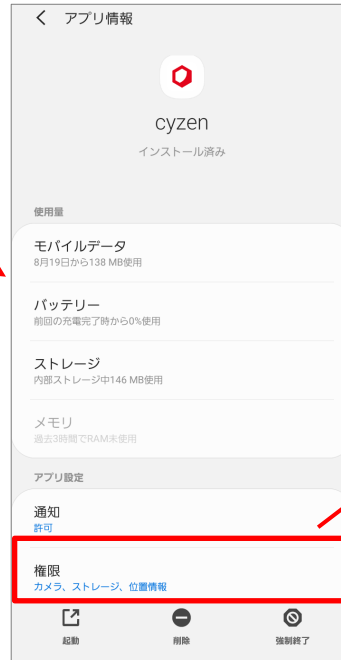 アプリ情報
cyzen
インストール済み
使用量
モバイルデータ
8月19日から138 MB使用
バッテリー
前回の充電完了時から0%使用
ストレージ
内部ストレージ中146 MB使用
メモリ
過去3時間でRAM未使用
アプリ設定
通知
許可
権限
カメラ、ストレージ、位置情報
起動
削除
強制終了